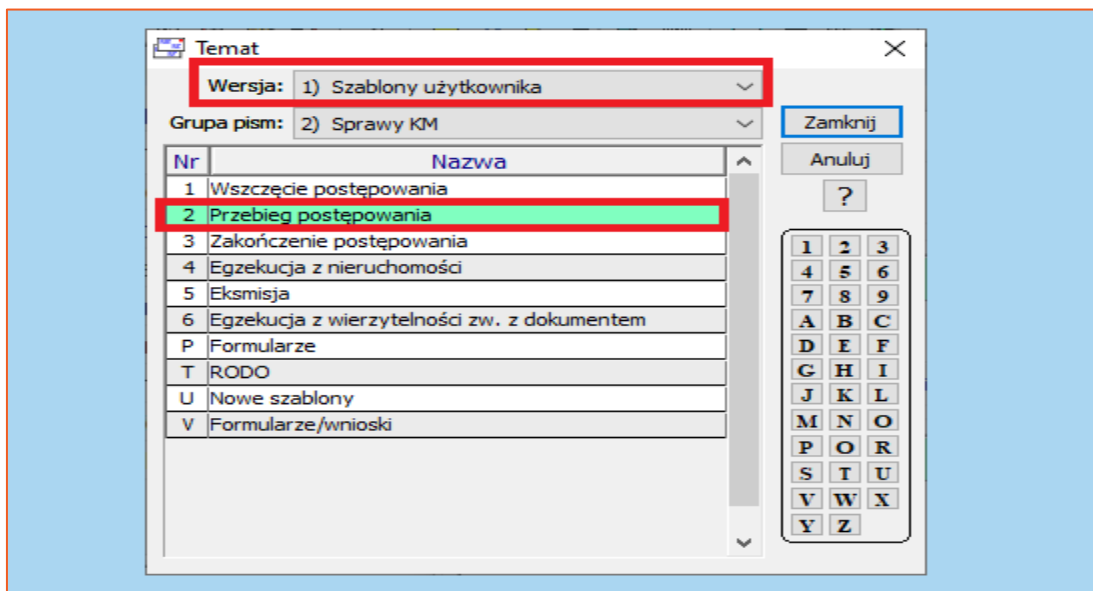 Temat
Wersja: 1) Szablony użytkownika
Grupa pism: 2) Sprawy KM
Zamknij
Anuluj
?
Nr Nazwa
1 Wszczęcie postępowania
2 Przebieg postępowania
3 Zakończenie postępowania
4 Egzekucja z nieruchomości
5 Eksmisja
6 Egzekucja z wierzytelności zw. z dokumentem
P Formularze
T RODO
U Nowe szablony
V Formularze/wnioski
1 2 3
4 5 6
7 8 9
A B C
D E F
G H I
J K L
M N O
P O R
S T U
V W X
Y Z